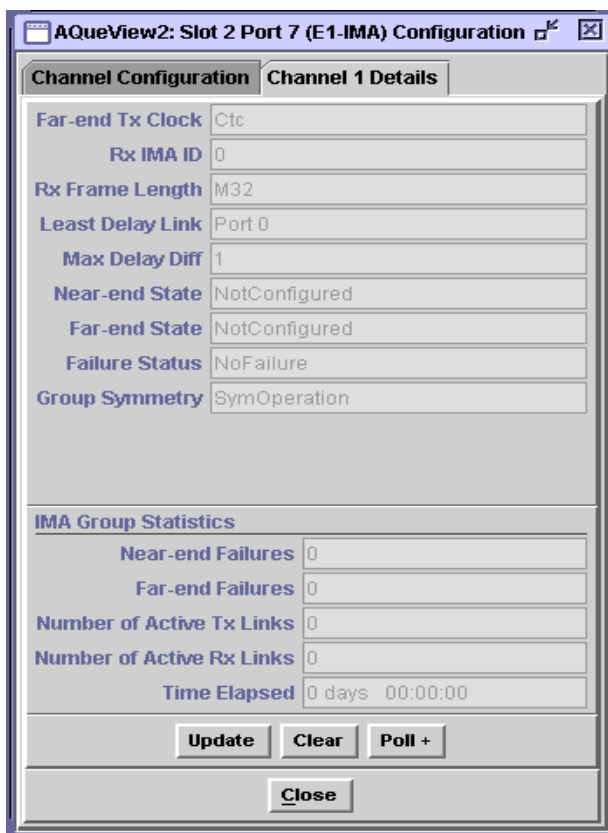 AQueView2: Slot 2 Port 7 (E1-IMA) Configuration
Channel Configuration Channel 1 Details
Far-end Tx Clock Ctc
Rx IMA ID 0
Rx Frame Length M32
Least Delay Link Port 0
Max Delay Diff 1
Near-end State NotConfigured
Far-end State NotConfigured
Failure Status NoFailure
Group Symmetry SymOperation
IMA Group Statistics
Near-end Failures 0
Far-end Failures 0
Number of Active Tx Links 0
Number of Active Rx Links 0
Time Elapsed 0 days 00:00:00
Update Clear Poll +
Close